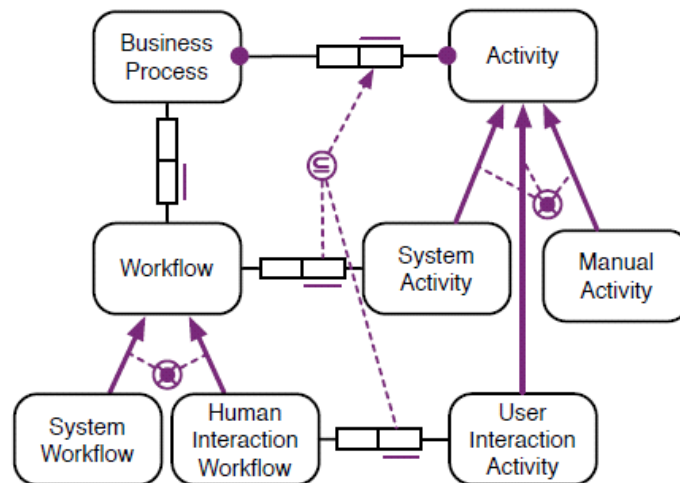 Business
Process
Activity
⊆
Workflow
System
Activity
Manual
Activity
System
Workflow
Human
Interaction
Workflow
User
Interaction
Activity